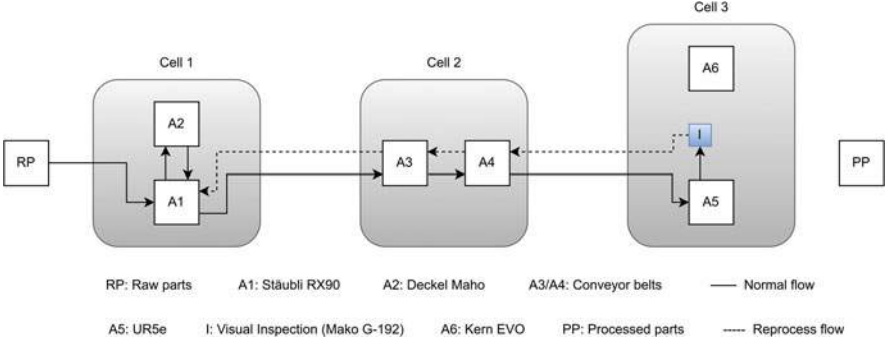 Cell 3
Cell 1
Cell 2
A6
A2
I
RP
A3
A4
PP
A1
A5
RP: Raw parts A1: Stäubli RX90 A2: Deckel Maho A3/A4: Conveyor belts Normal flow
A5: UR5e I: Visual Inspection (Mako G-192) A6: Kern EVO PP: Processed parts Reprocess flow